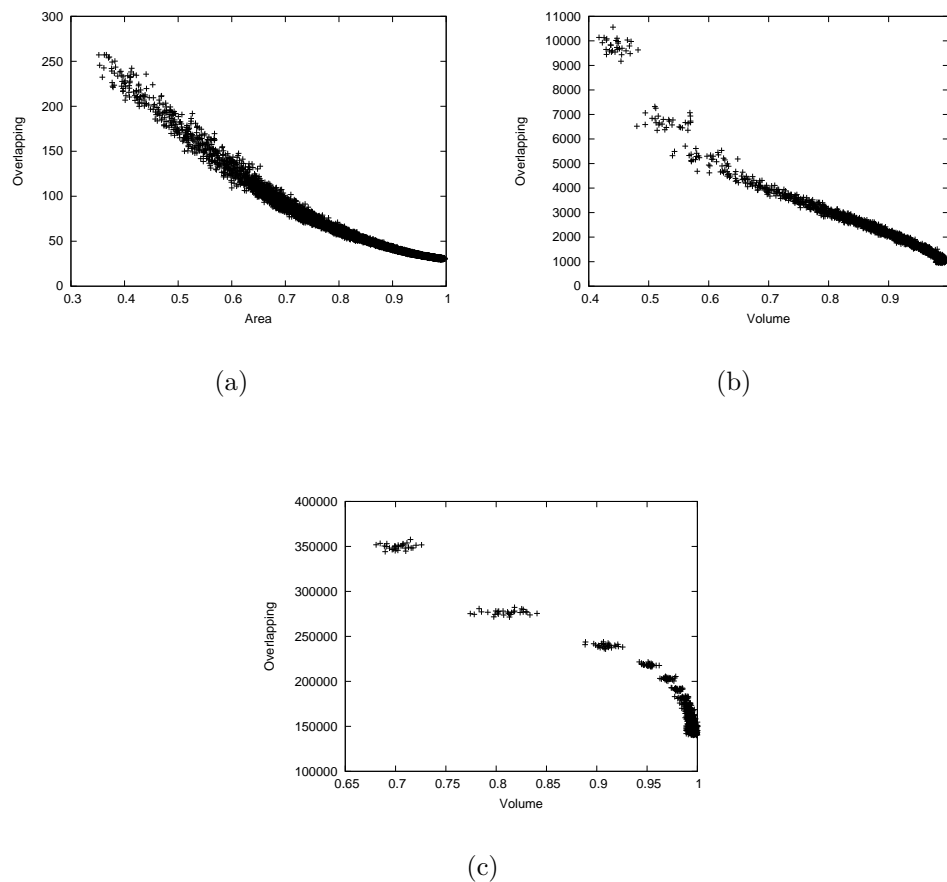 300
250
200
150
100
50
0
0.3 0.4 0.5 0.6 0.7 0.8 0.9 1
Overlapping
Area
(a)
11000
10000
9000
8000
7000
6000
5000
4000
3000
2000
1000
0
0.4 0.5 0.6 0.7 0.8 0.9
Overlapping
Volume
(b)
400000
350000
300000
250000
200000
150000
100000
0.65 0.7 0.75 0.8 0.85 0.9 0.95 1
Overlapping
Volume
(c)